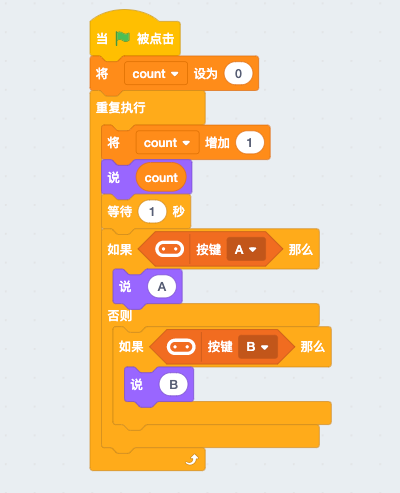 当 被点击
将 count 设为 0
重复执行
将 count 增加 1
说 count
等待 1 秒
如果 按键 A 那么
说 A
否则
如果 按键 B 那么
说 B